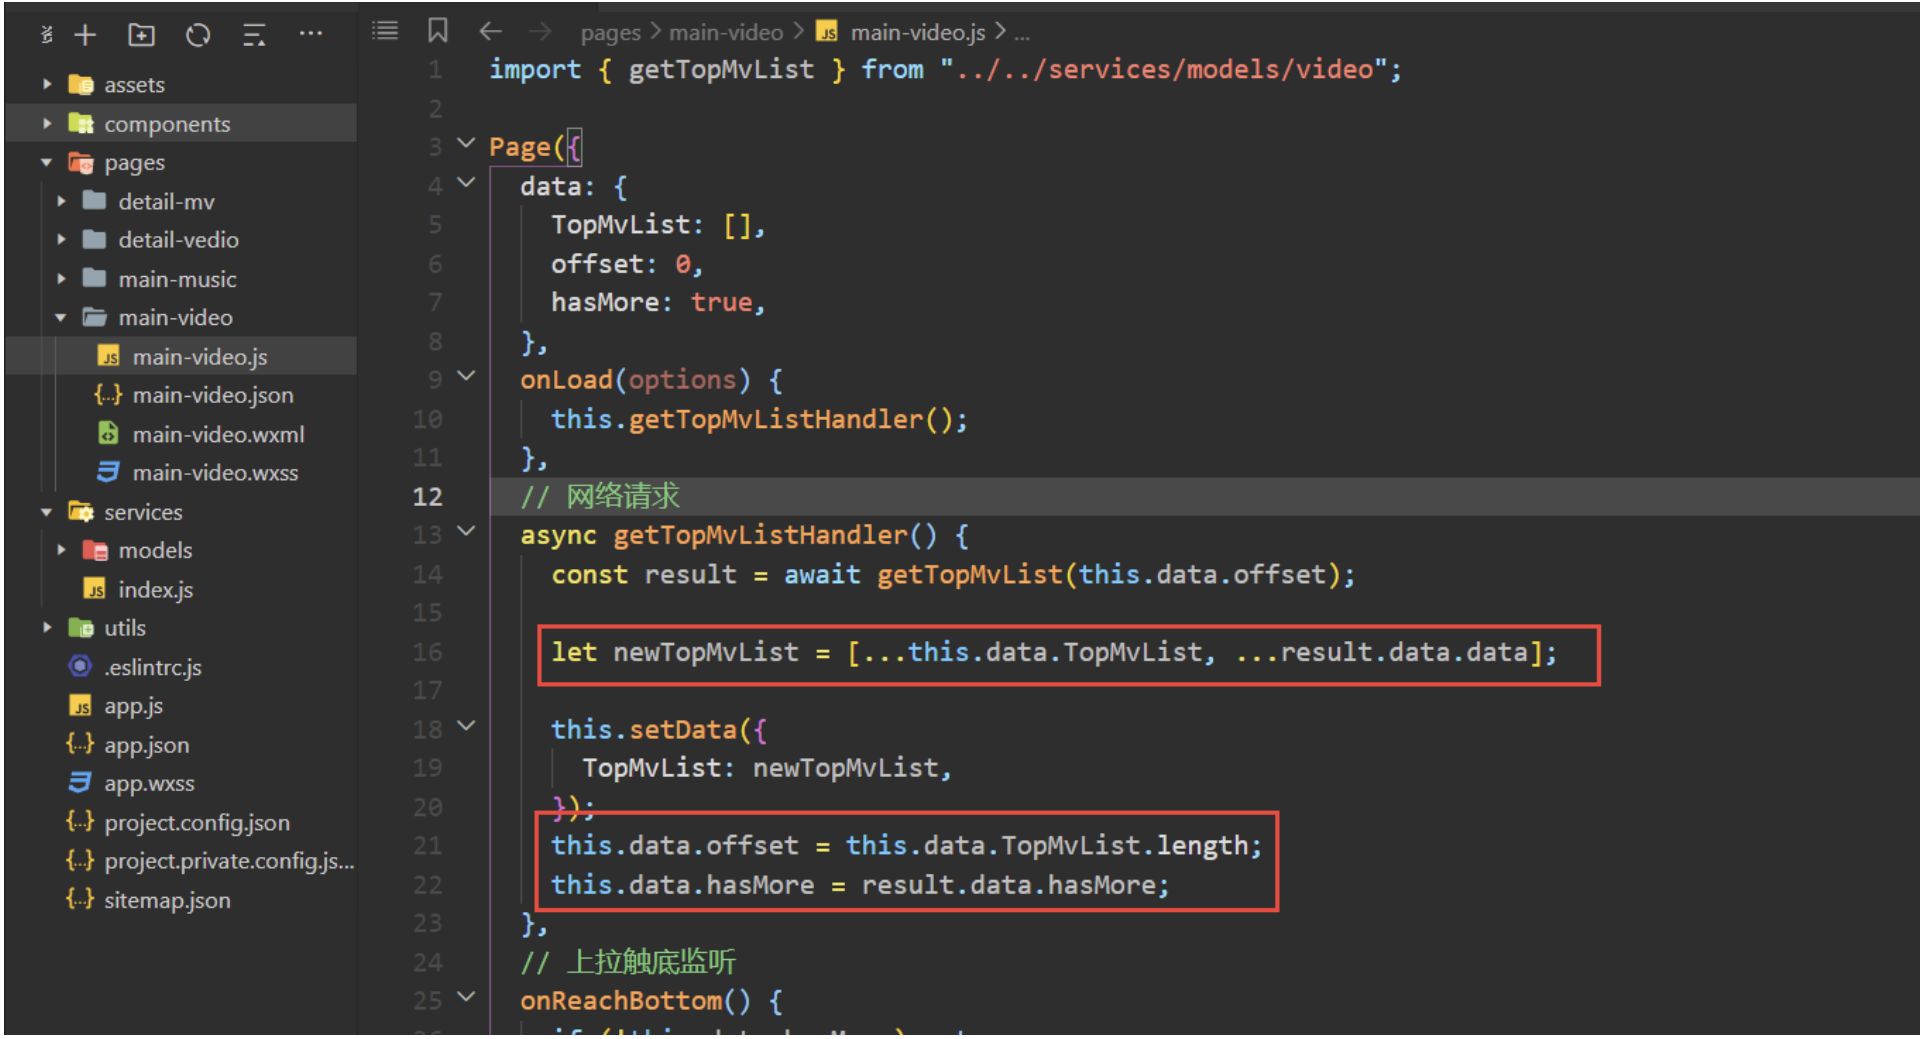 pages > main-video > main-video.js > ...
assets
components
pages
detail-mv
detail-vedio
main-music
main-video
main-video.js
main-video.json
main-video.wxml
main-video.wxss
services
models
index.js
utils
.eslintrc.js
app.js
app.json
app.wxss
project.config.json
project.private.config.js...
sitemap.json
1 import { getTopMvList } from "../../services/models/video";
2
3 Page({
4 data: {
5 TopMvList: [],
6 offset: 0,
7 hasMore: true,
8 },
9 onLoad(options) {
10 this.getTopMvListHandler();
11 },
12 // 网络请求
13 async getTopMvListHandler() {
14 const result = await getTopMvList(this.data.offset);
15
16 let newTopMvList = [...this.data.TopMvList, ...result.data.data];
17
18 this.setData({
19 TopMvList: newTopMvList,
20 });
21 this.data.offset = this.data.TopMvList.length;
22 this.data.hasMore = result.data.hasMore;
23 },
24 // 上拉触底监听
25 onReachBottom() {